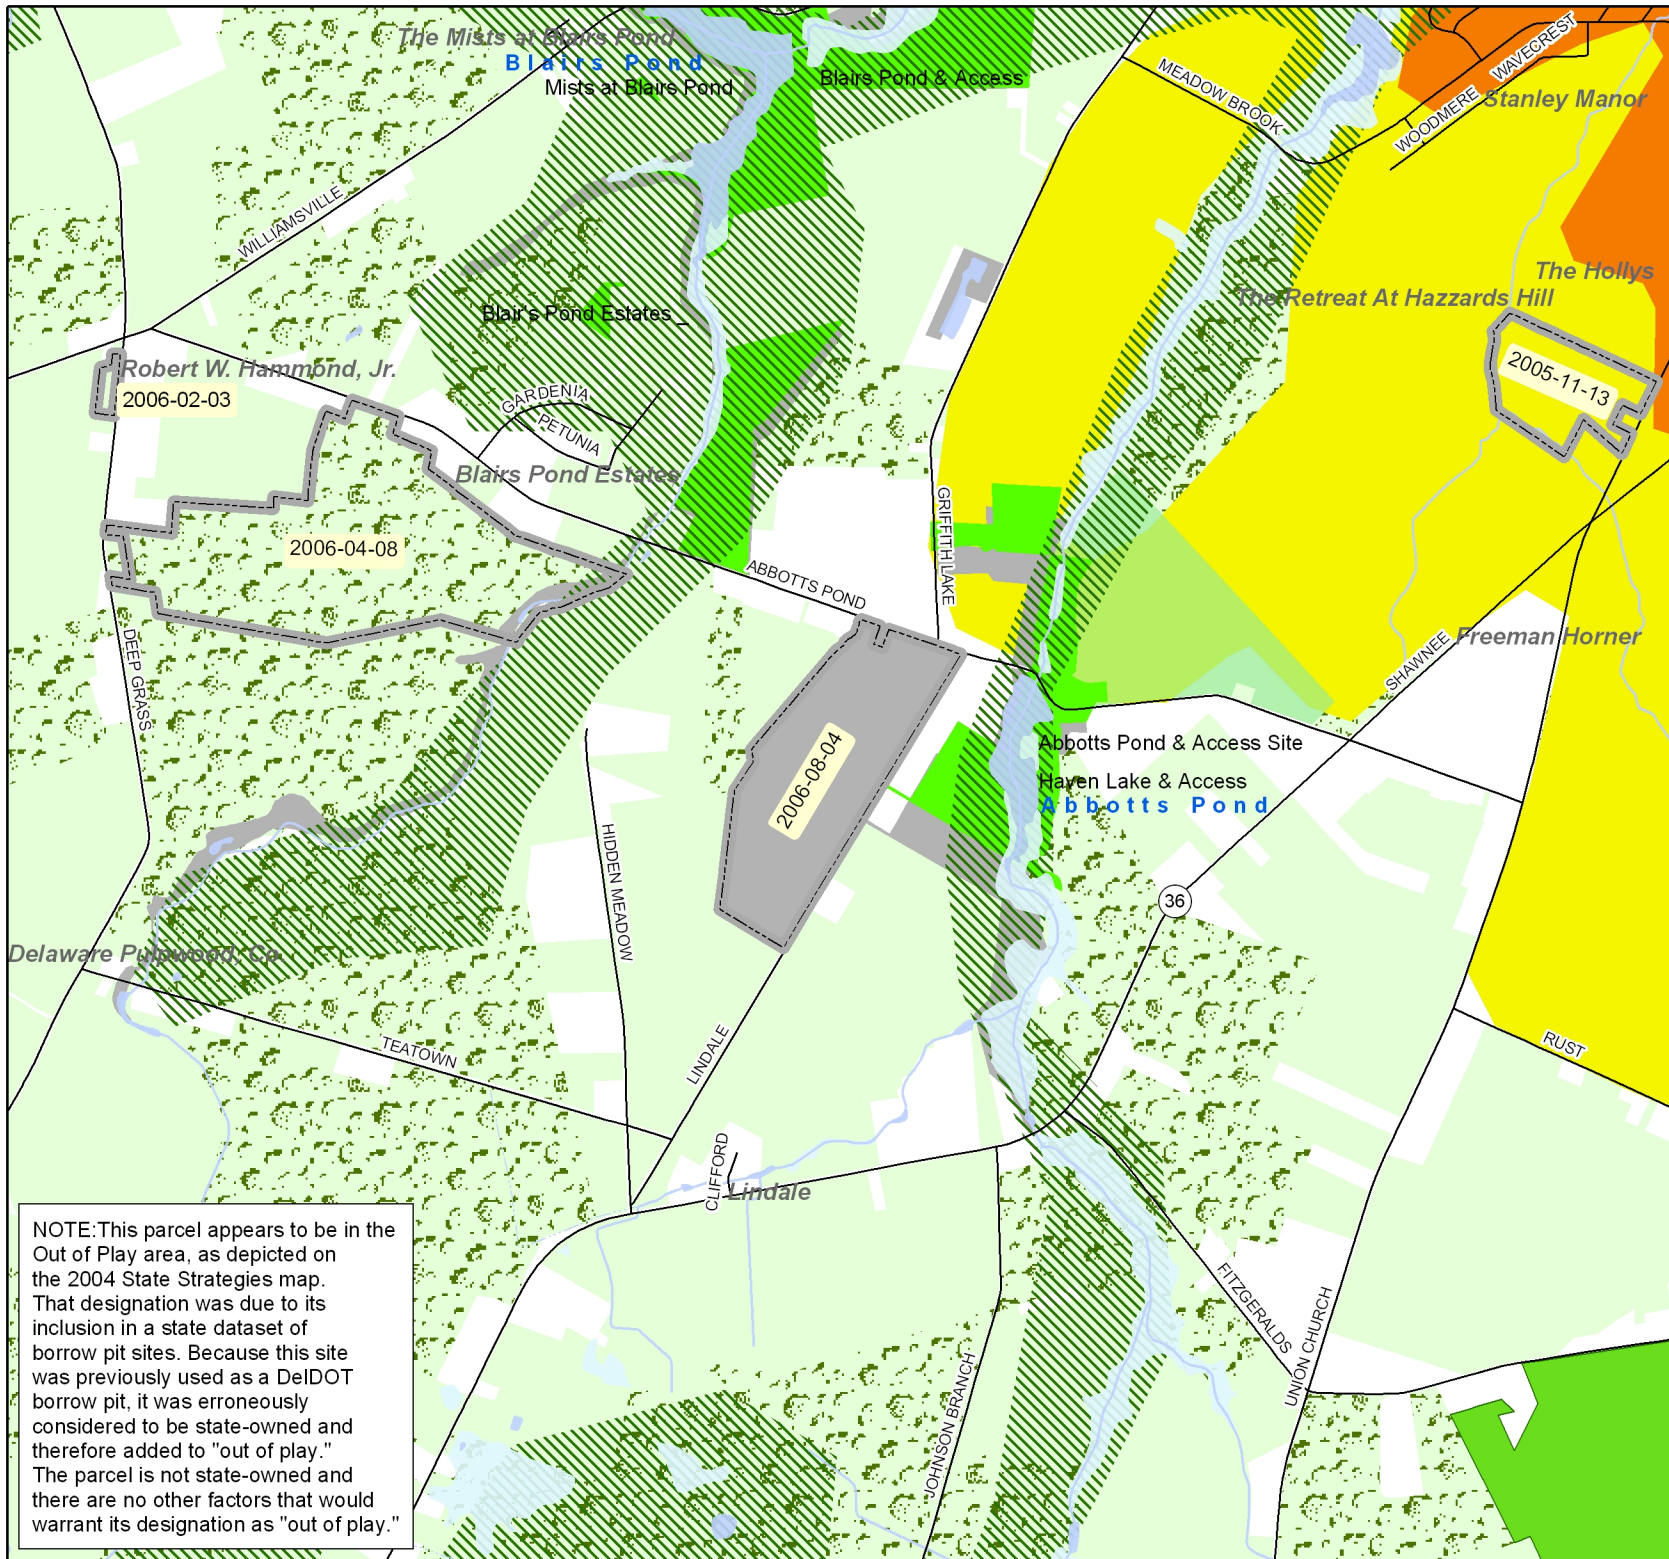 The Mists at Blairs Pond
Blairs Pond
Mists at Blairs Pond
Blairs Pond & Access
MEADOW BROOK
WAVECREST
WOODMERE
Stanley Manor
WILLIAMSVILLE
The Hollys
The Retreat At Hazzards Hill
Blair's Pond Estates _
Robert W. Hammond, Jr.
2006-02-03
2005-11-13
GARDENIA
PETUNIA
Blairs Pond Estates
GRIFFITH LAKE
2006-04-08
ABBOTTS POND
DEEP GRASS
SHAWNEE
Freeman Horner
2006-08-04
Abbotts Pond & Access Site
Haven Lake & Access
Abbotts Pond
HIDDEN MEADOW
36
Delaware Pulpwood, Co.
TEATOWN
LINDALE
RUST
CLIFFORD
Lindale
FITZGERALDS
UNION CHURCH
JOHNSON BRANCH
NOTE:This parcel appears to be in the
Out of Play area, as depicted on
the 2004 State Strategies map.
That designation was due to its
inclusion in a state dataset of
borrow pit sites. Because this site
was previously used as a DelDOT
borrow pit, it was erroneously
considered to be state-owned and
therefore added to "out of play."
The parcel is not state-owned and
there are no other factors that would
warrant its designation as "out of play."